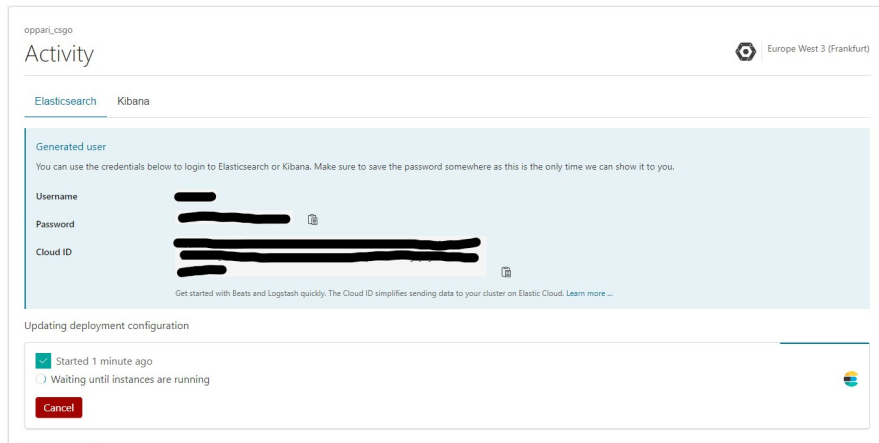 oppari_csgo
Activity
Europe West 3 (Frankfurt)
Elasticsearch Kibana
Generated user
You can use the credentials below to login to Elasticsearch or Kibana. Make sure to save the password somewhere as this is the only time we can show it to you.
Username
Password
Cloud ID
Get started with Beats and Logstash quickly. The Cloud ID simplifies sending data to your cluster on Elastic Cloud. Learn more ...
Updating deployment configuration
Started 1 minute ago
Waiting until instances are running
Cancel